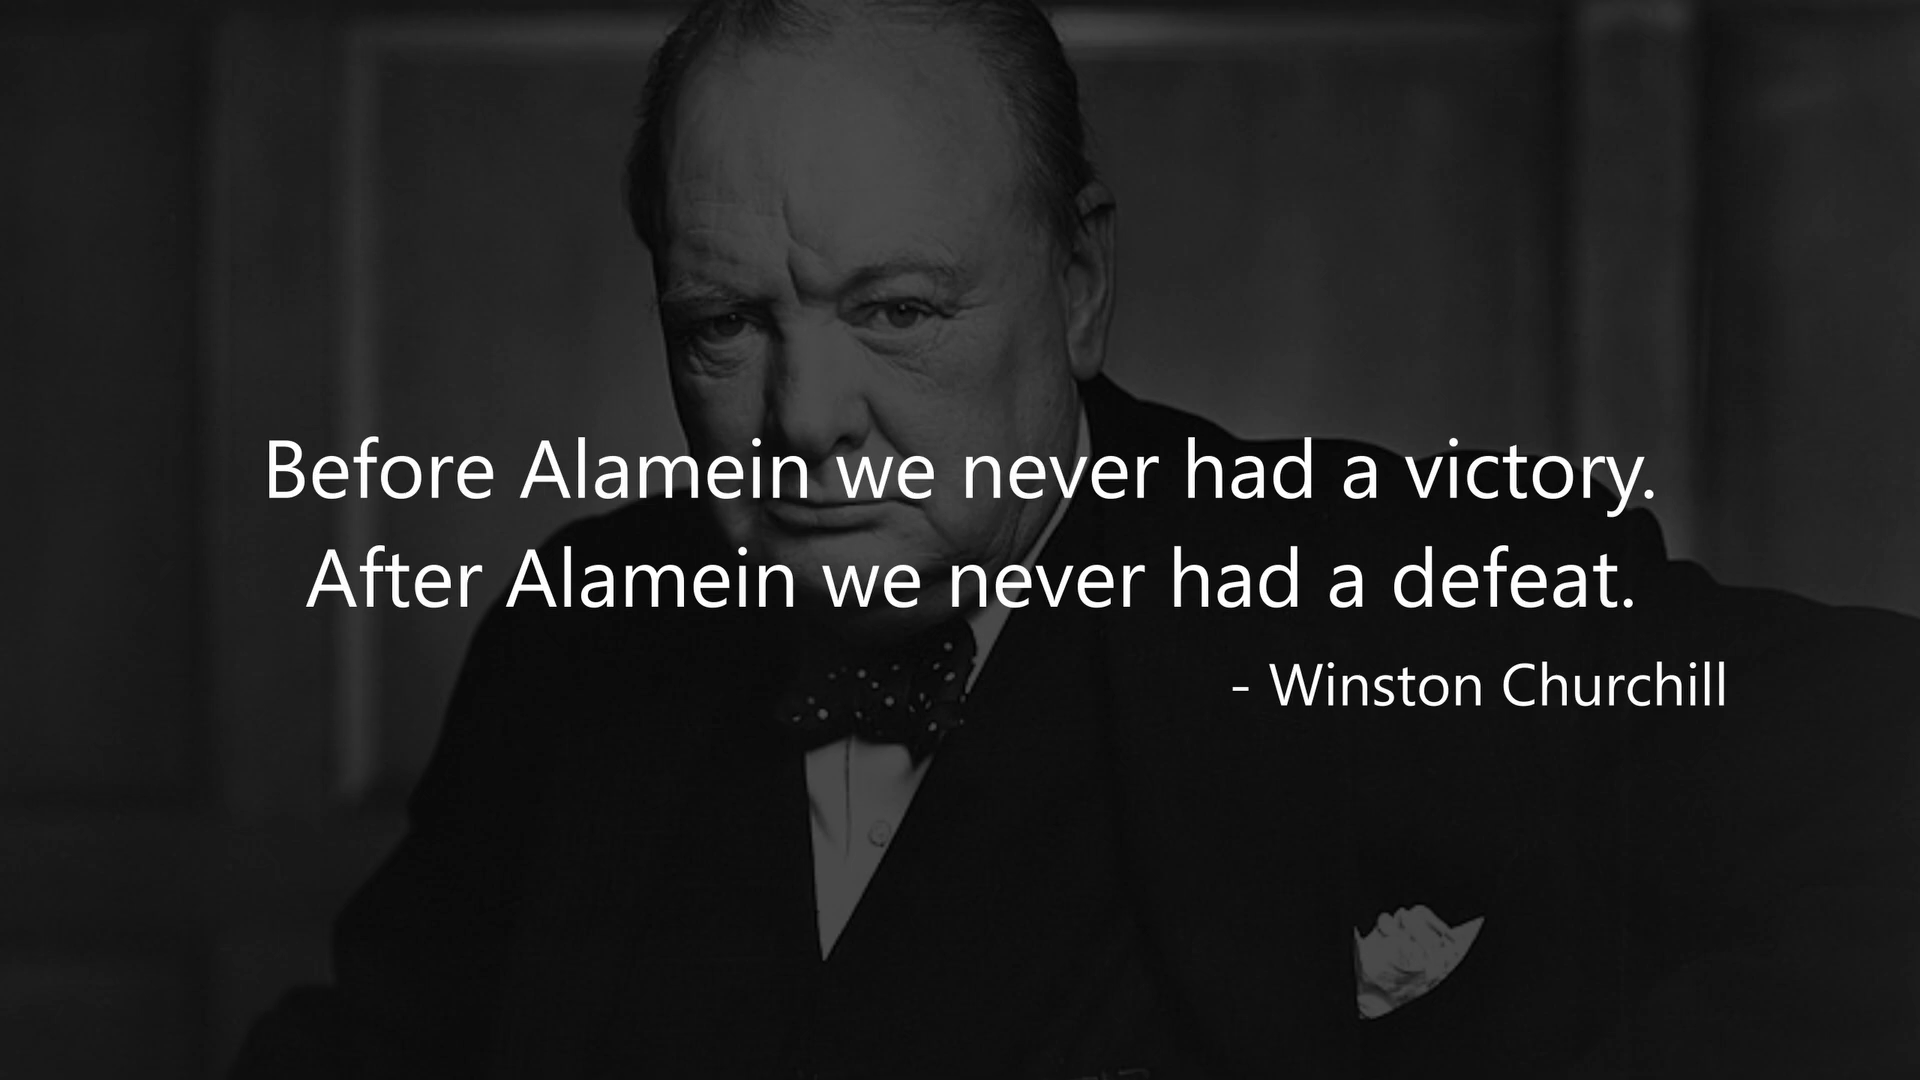 Before Alamein we never had a victory.
After Alamein we never had a defeat.
- Winston Churchill